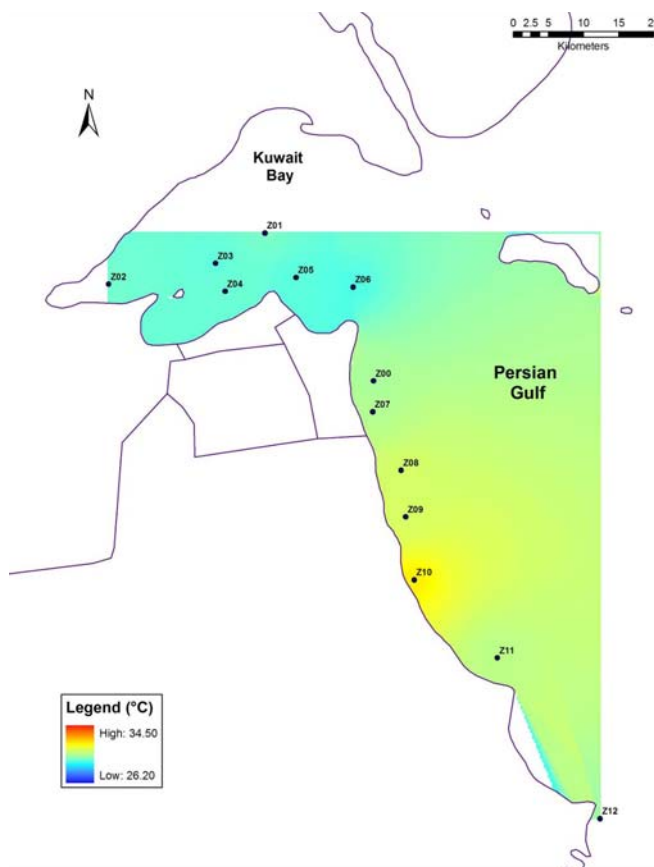 0 2.5 5 10 15 20
Kilometers
N
Kuwait
Bay
Z01
Z03
Z02
Z04
Z05
Z06
Persian
Gulf
Z00
Z07
Z08
Z09
Z10
Z11
Legend (°C)
High: 34.50
Low: 26.20
Z12